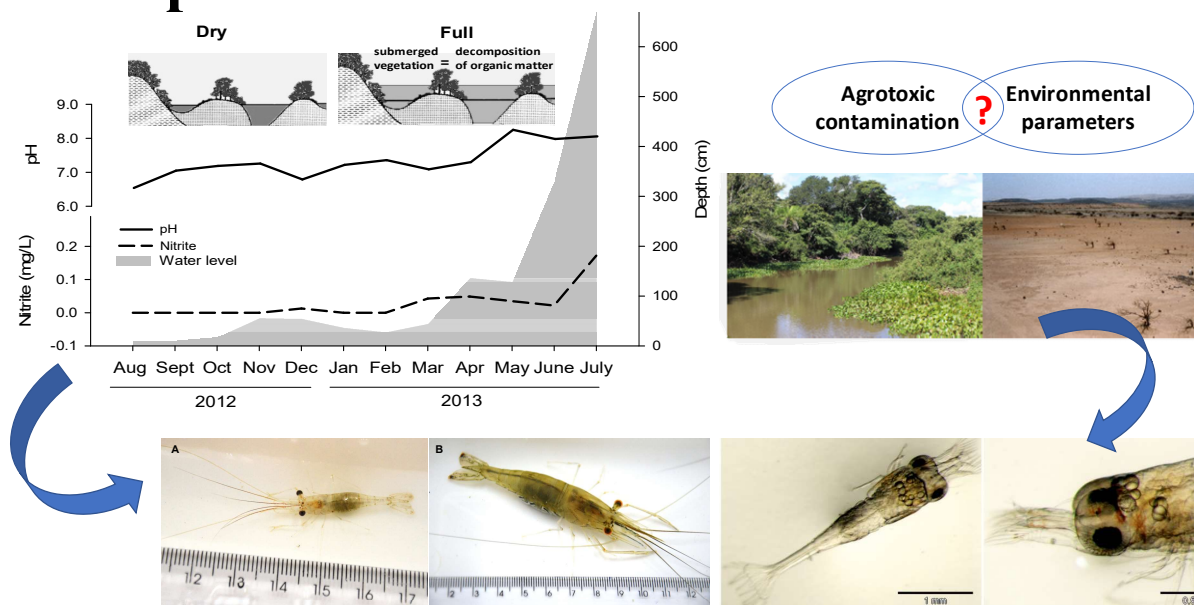 Dry
Full
submerged = decomposition
vegetation of organic matter
Agrotoxic
contamination
?
Environmental
parameters
9.0
8.0
7.0
6.0
pH
0.2
0.1
0.0
-0.1
Nitrite (mg/L)
pH
Nitrite
Water level
600
500
400
300
200
100
0
Depth (cm)
Aug Sept Oct Nov Dec Jan Feb Mar Apr May June July
2012 2013
A
B
1 mm